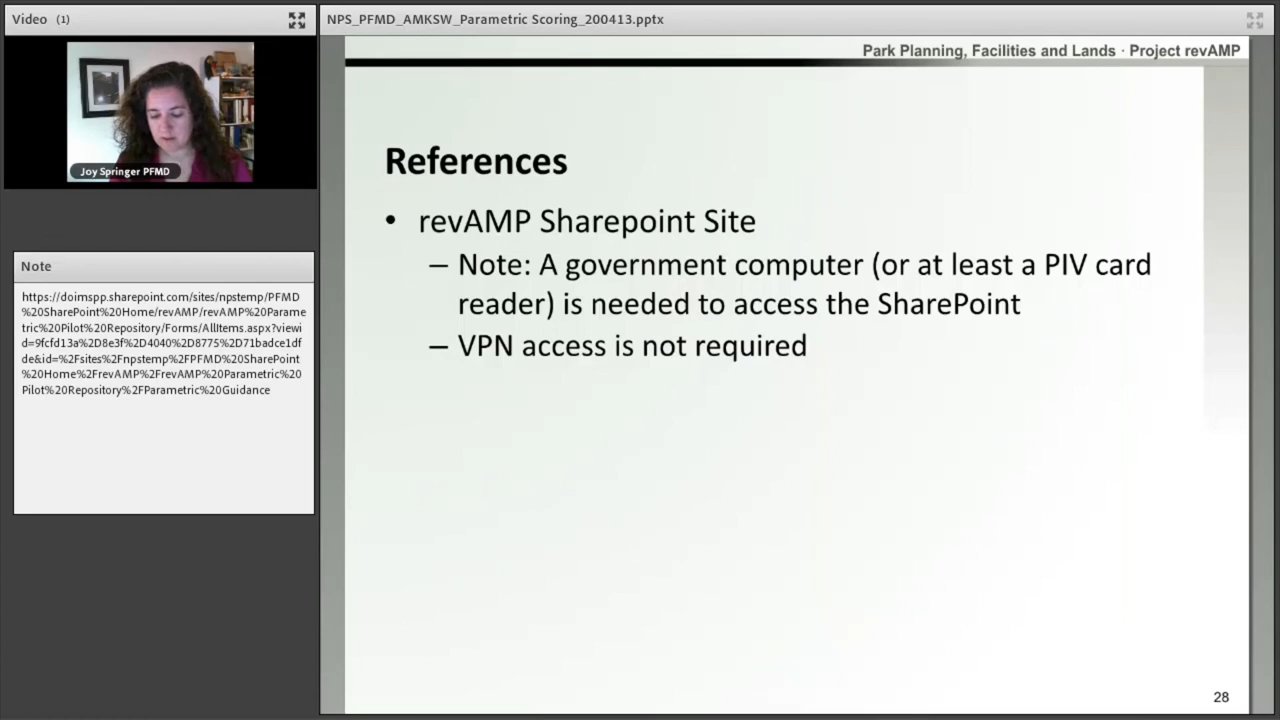 Video (1)
NPS_PFMD_AMKSW_Parametric Scoring_200413.pptx
Joy Springer PFMD
Note
https://doimspp.sharepoint.com/sites/npstemp/PFMD
%20SharePoint%20Home/revAMP/revAMP%20Parame
tric%20Pilot%20Repository/Forms/AllItems.aspx?viewi
d=9fcfd13a%2D8e3f%2D4040%2D8775%2D71badce1df
de&id=%2Fsites%2Fnpstemp%2FPFMD%20SharePoint
%20Home%2FrevAMP%2FrevAMP%20Parametric%20
Pilot%20Repository%2FParametric%20Guidance
Park Planning, Facilities and Lands · Project revAMP
References
• revAMP Sharepoint Site
– Note: A government computer (or at least a PIV card
reader) is needed to access the SharePoint
– VPN access is not required
28